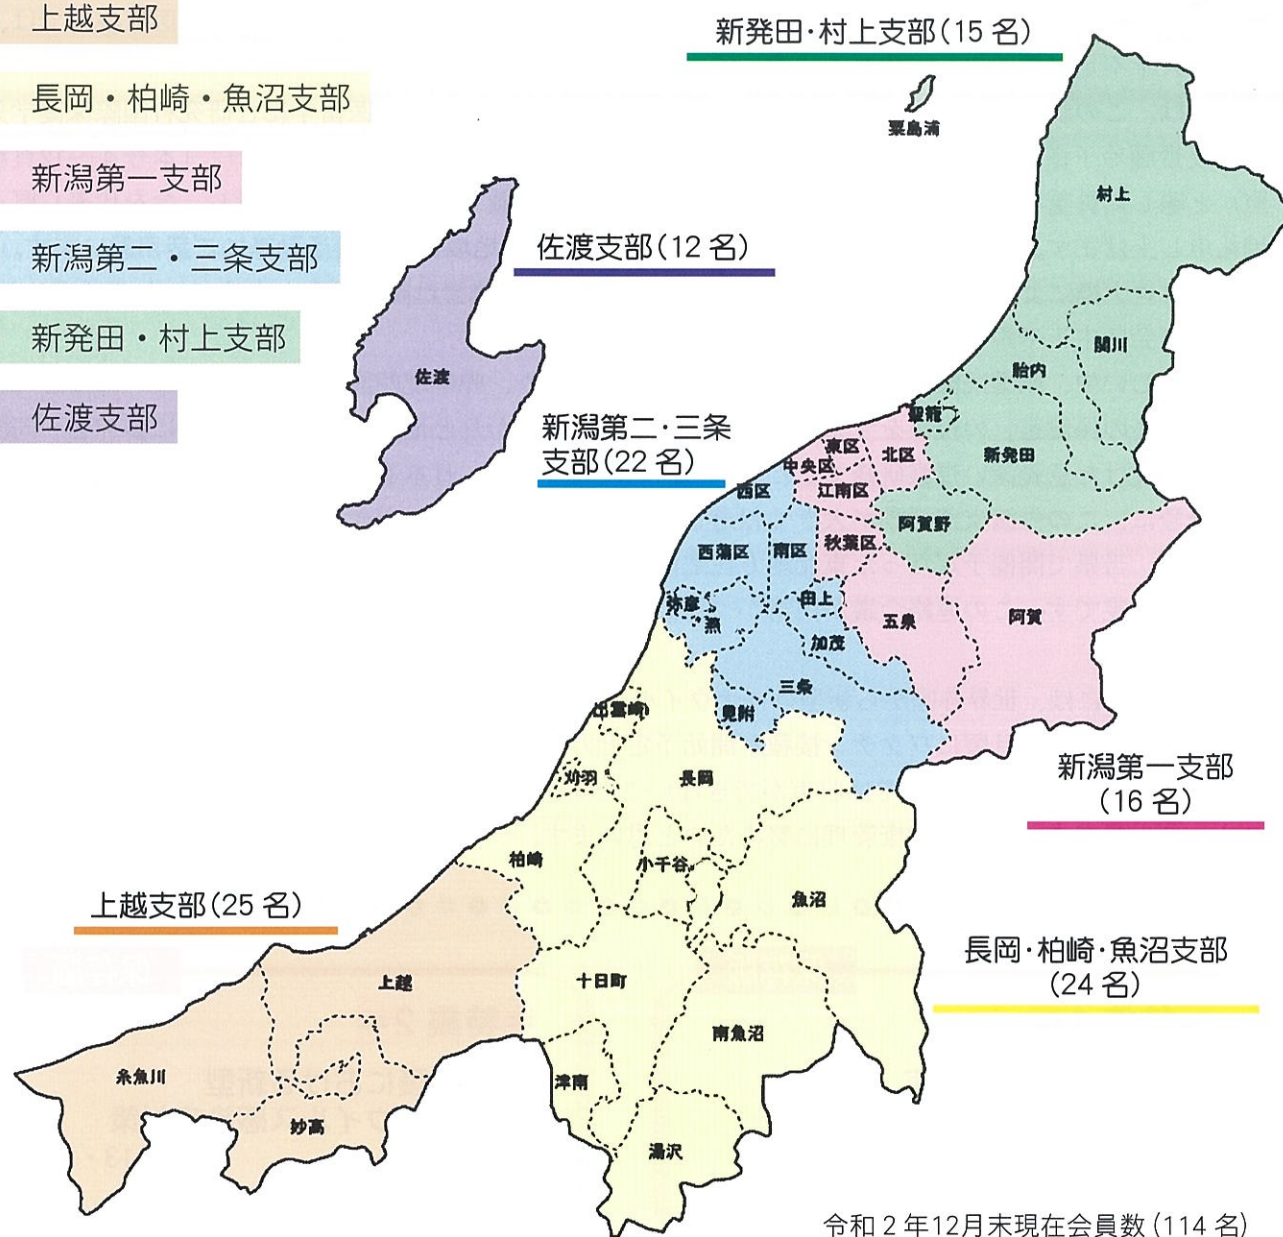 上越支部
長岡・柏崎・魚沼支部
新潟第一支部
新潟第二・三条支部
新発田・村上支部
佐渡支部
新発田・村上支部(15名)
粟島浦
村上
佐渡支部(12名)
関川
胎内
佐渡
聖籠
新潟第二・三条
支部(22名)
東区
北区
新発田
中央区
西区
江南区
阿賀野
秋葉区
西蒲区
南区
弥彦
田上
燕
五泉
阿賀
加茂
三条
出雲崎
見附
刈羽
長岡
新潟第一支部
(16名)
柏崎
小千谷
魚沼
上越支部(25名)
長岡・柏崎・魚沼支部
(24名)
上越
十日町
南魚沼
糸魚川
津南
妙高
湯沢
令和2年12月末現在会員数(114名)